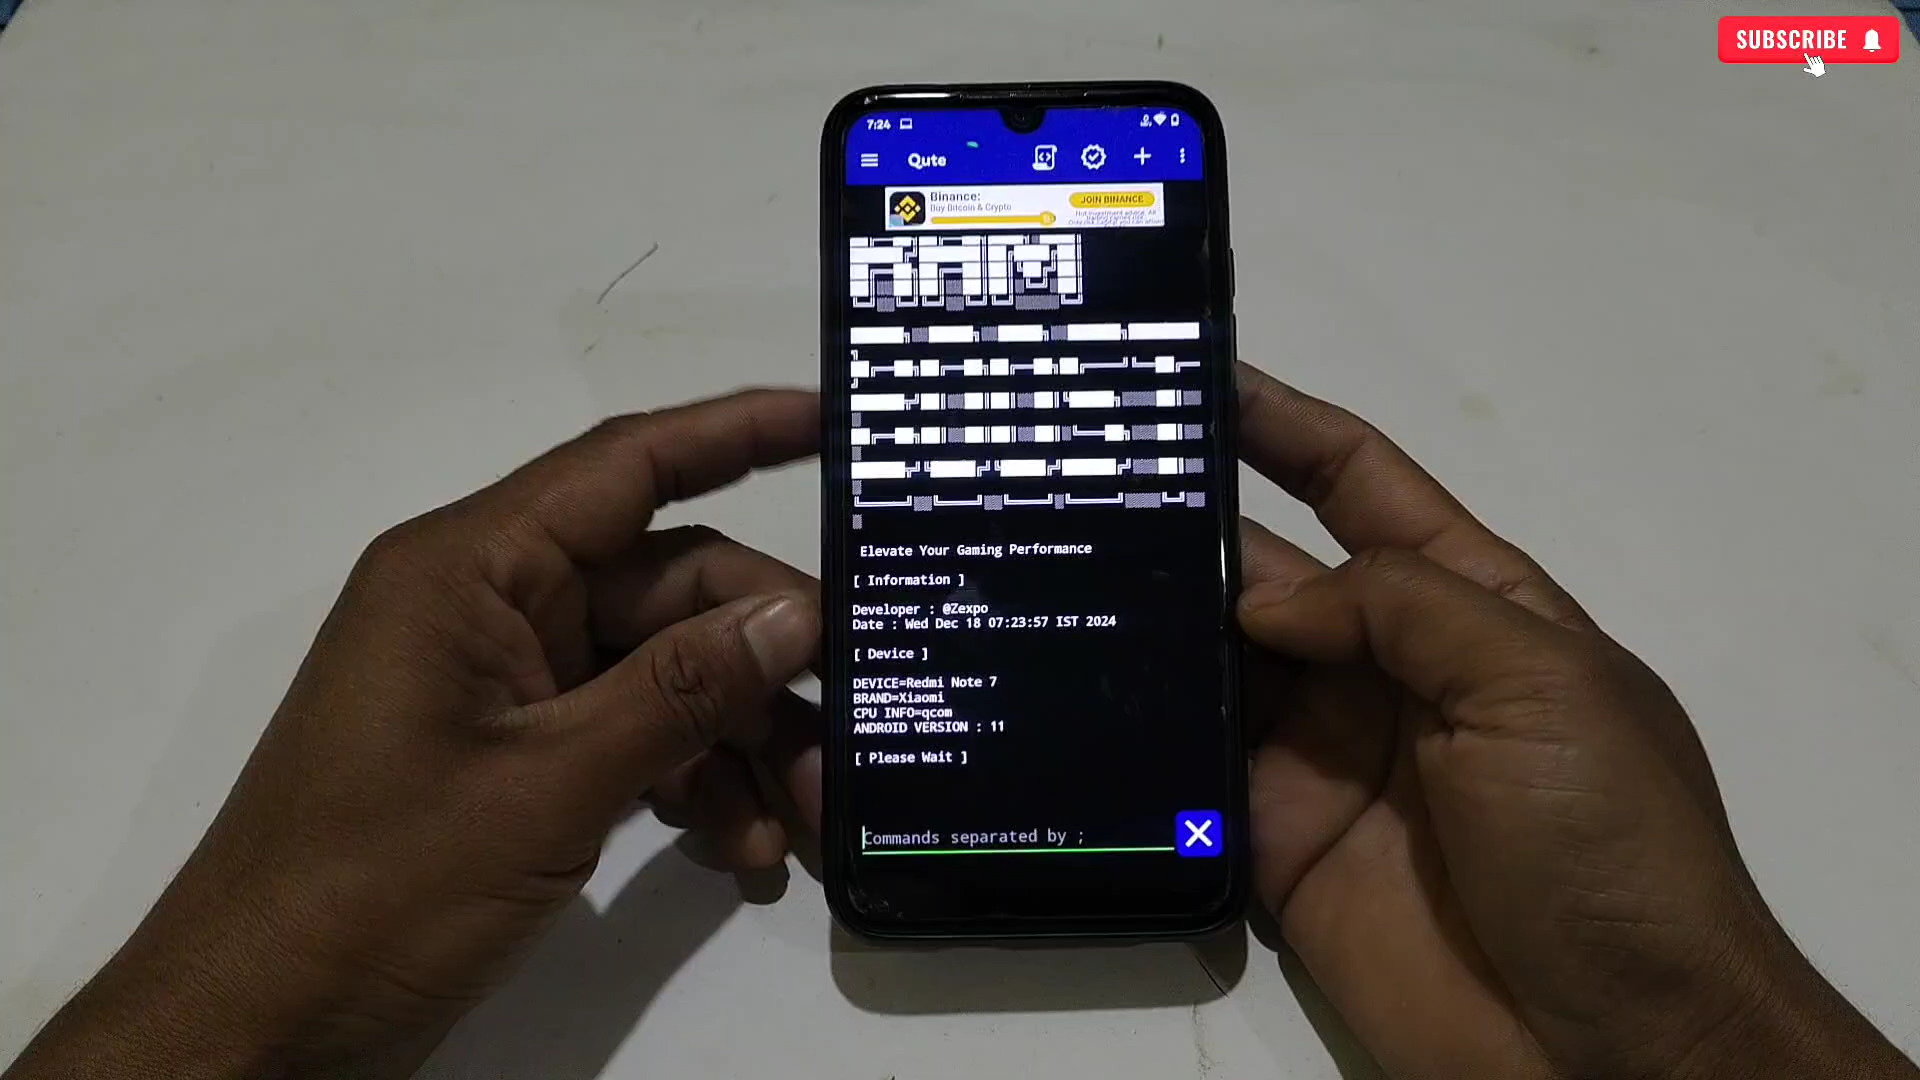 SUBSCRIBE
7:24
Qute
Binance:
Buy Bitcoin & Crypto
JOIN BINANCE
Elevate Your Gaming Performance
[ Information ]
Developer : @Zexpo
Date : Wed Dec 18 07:23:57 IST 2024
[ Device ]
DEVICE=Redmi Note 7
BRAND=Xiaomi
CPU INFO=qcom
ANDROID VERSION : 11
[ Please Wait ]
Commands separated by ;